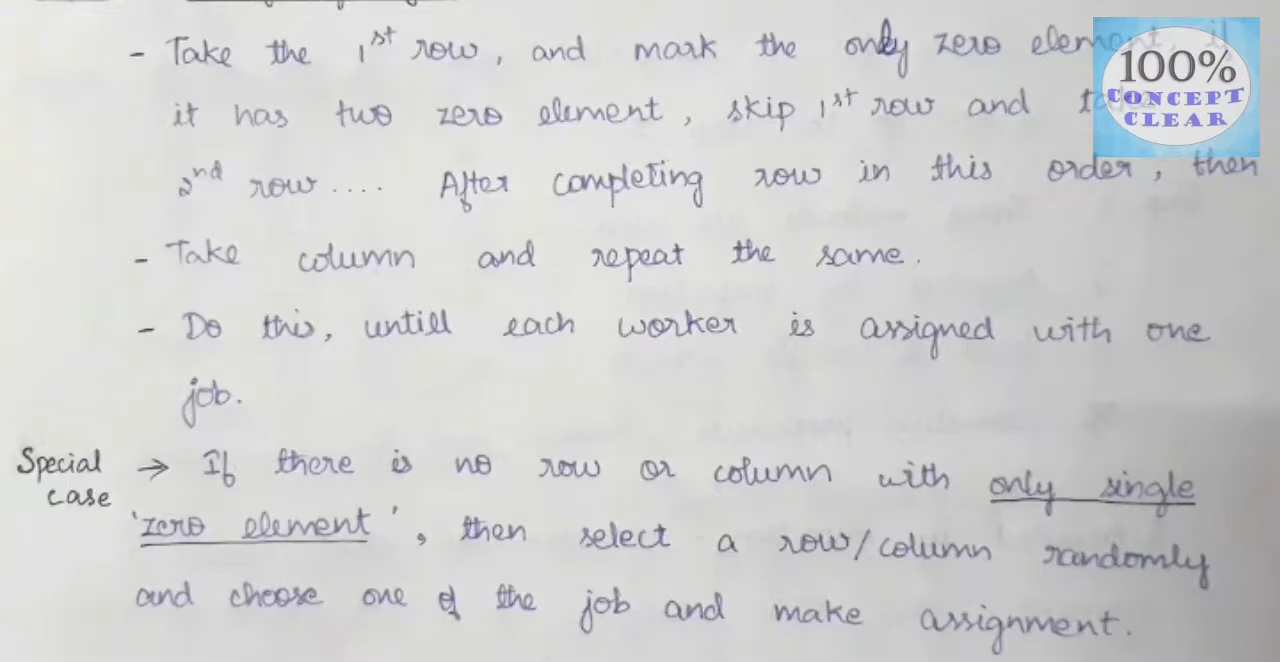 - Take the 1st row, and mark the only zero element, if
it has two zero element, skip 1st row and
2nd row .... After completing row in this order, then
- Take column and repeat the same.
- Do this, untill each worker is assigned with one
job.
Special case → If there is no row or column with only single
'zero element', then select a row/column randomly
and choose one of the job and make assignment.
100%
CONCEPT
CLEAR